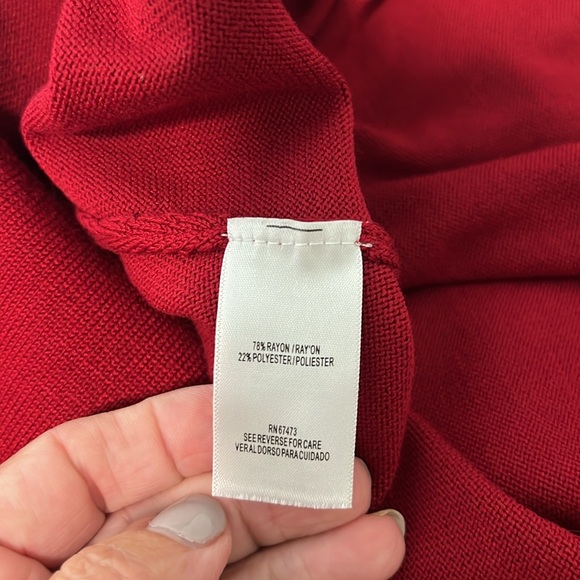 78% RAYON / RAY'ON
22% POLYESTER / POLIESTER
RN 67473
SEE REVERSE FOR CARE
VER AL DORSO PARA CUIDADO